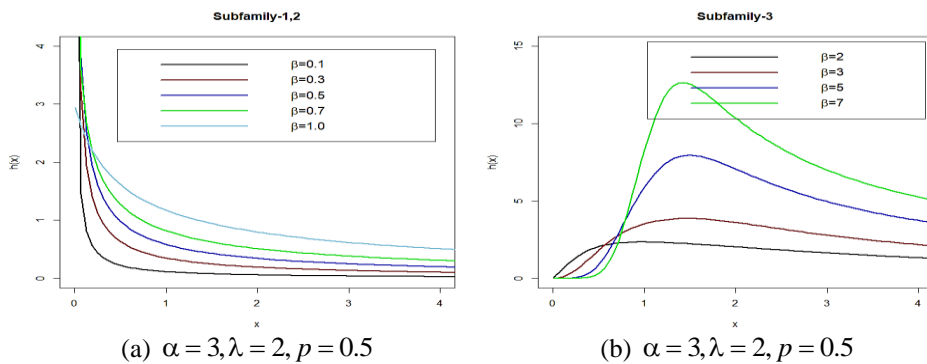 Subfamily-1,2
4
3
2
1
0
h(x)
β=0.1
β=0.3
β=0.5
β=0.7
β=1.0
0 1 2 3 4
x
(a) α = 3, λ = 2, p = 0.5
Subfamily-3
15
10
5
0
h(x)
β=2
β=3
β=5
β=7
0 1 2 3 4
x
(b) α = 3, λ = 2, p = 0.5